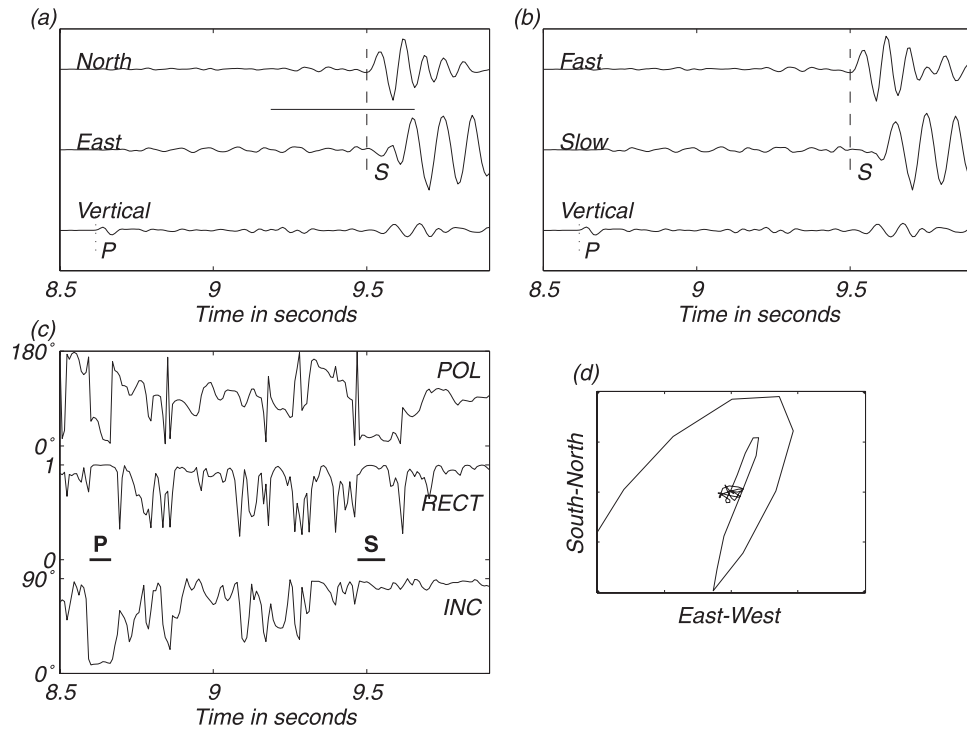 (a)
North
East
S
Vertical
P
8.5 9 9.5
Time in seconds
(b)
Fast
Slow
S
Vertical
P
8.5 9 9.5
Time in seconds
(c)
180°
POL
0°
1
RECT
P S
0
90°
INC
0°
8.5 9 9.5
Time in seconds
(d)
South-North
East-West